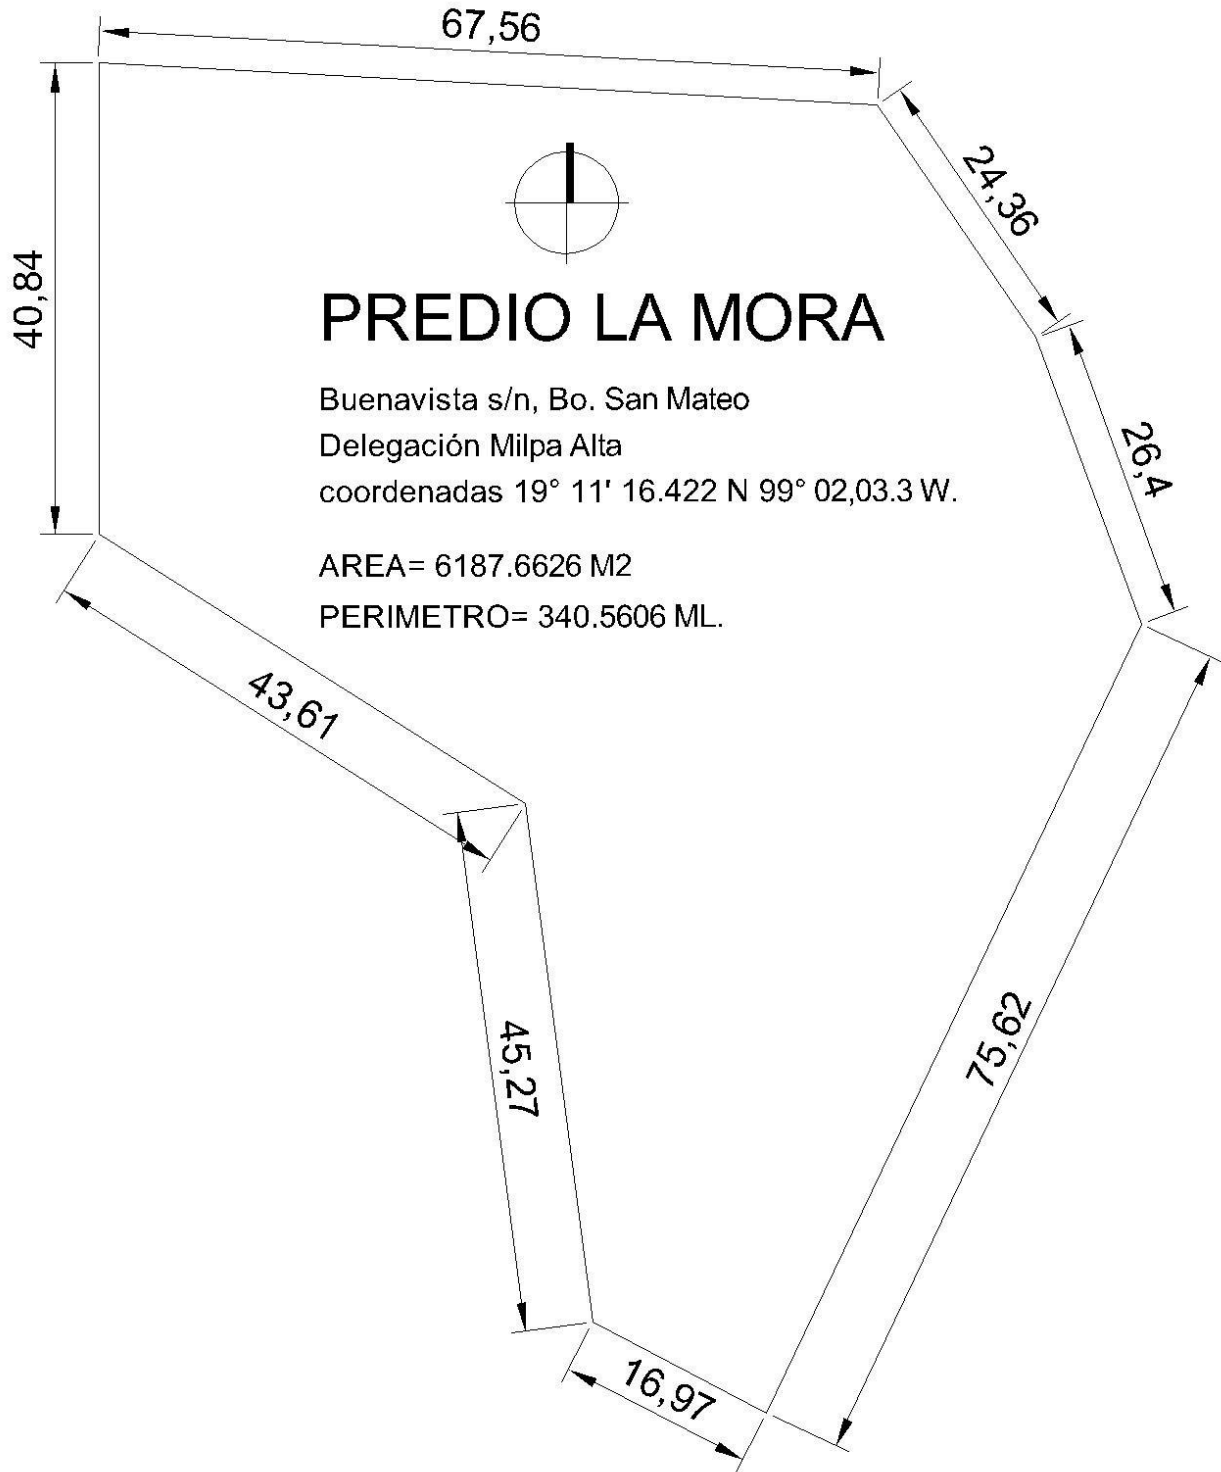 67,56
24,36
40,84
PREDIO LA MORA
Buenavista s/n, Bo. San Mateo
Delegación Milpa Alta
26,4
coordenadas 19° 11' 16.422 N 99° 02,03.3 W.
AREA= 6187.6626 M2
PERIMETRO= 340.5606 ML.
43,61
75,62
45,27
16,97